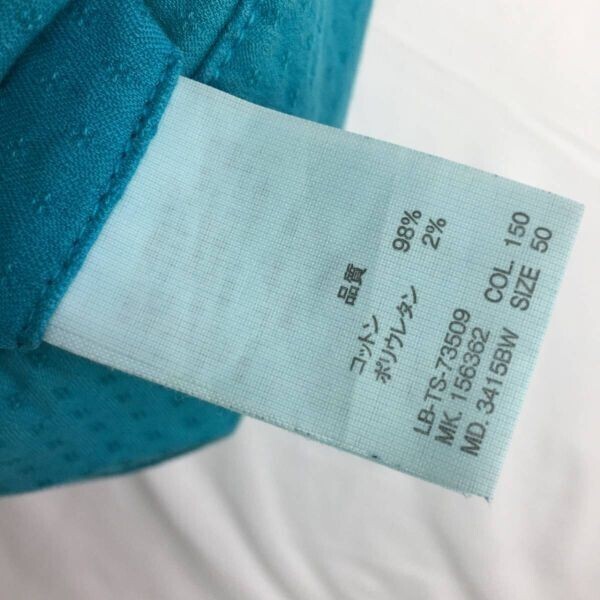 品質
コットン 98%
ポリウレタン 2%
LB-TS-73509
MK. 156362 COL. 150
MD. 3415BW SIZE 50